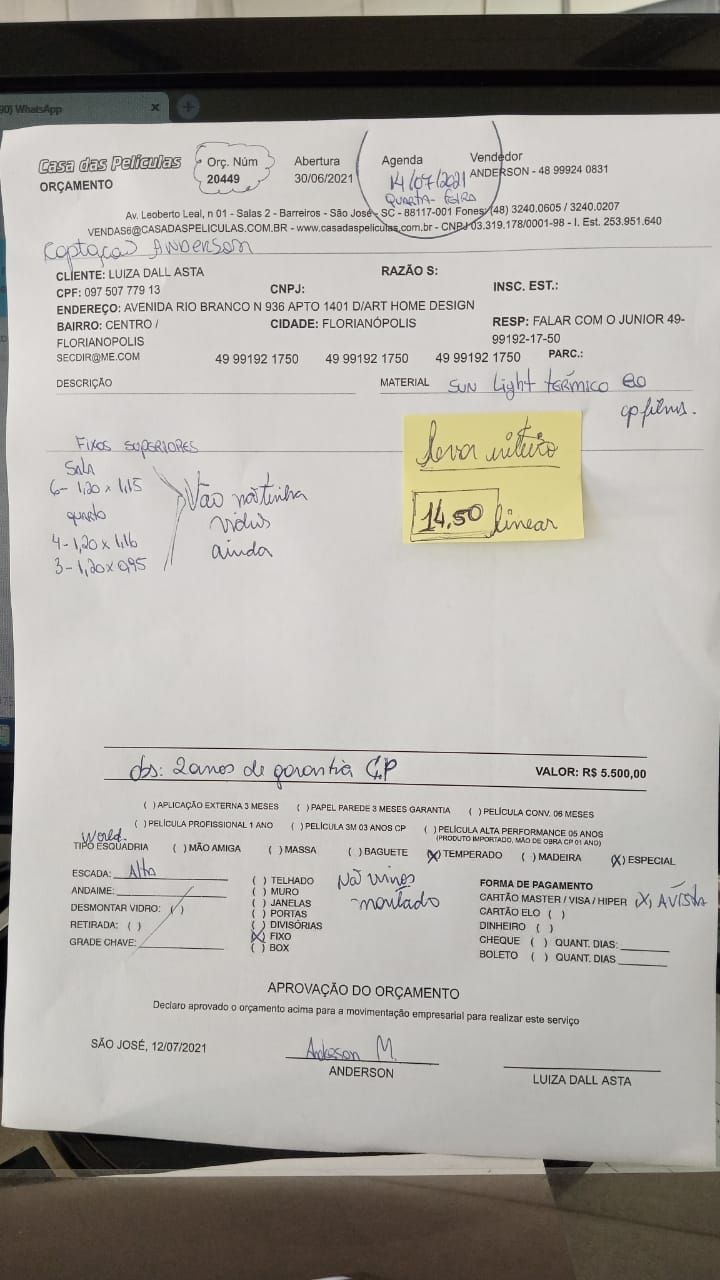 90) WhatsApp
Casa das Películas
ORÇAMENTO
Orç. Núm
20449
Abertura
30/06/2021
Agenda
14/07/2021
QUARTA-FEIRA
Vendedor
ANDERSON - 48 99924 0831
Av. Leoberto Leal, n 01 - Salas 2 - Barreiros - São José - SC - 88117-001 Fones: (48) 3240.0605 / 3240.0207
VENDAS6@CASADASPELICULAS.COM.BR - www.casadaspeliculas.com.br - CNPJ 03.319.178/0001-98 - I. Est. 253.951.640
Captação Anderson
CLIENTE: LUIZA DALL ASTA
RAZÃO S:
CPF: 097 507 779 13
CNPJ:
INSC. EST.:
ENDEREÇO: AVENIDA RIO BRANCO N 936 APTO 1401 D/ART HOME DESIGN
BAIRRO: CENTRO /
FLORIANOPOLIS
CIDADE: FLORIANÓPOLIS
RESP: FALAR COM O JUNIOR 49-
99192-17-50
SECDIR@ME.COM
49 99192 1750
49 99192 1750
49 99192 1750
PARC.:
DESCRIÇÃO
MATERIAL SUN Light TÉRMICO 80
cpfilms.
FIXOS SUPERIORES
Sala
6- 1,20 x 1,15
quarto
4- 1,20 x 1,16
3- 1,20 x 0,95
Vão não tinha
vidros
ainda
levar inteiro
14,50 linear
obs: 2 anos de garantia C.P
VALOR: R$ 5.500,00
( ) APLICAÇÃO EXTERNA 3 MESES ( ) PAPEL PAREDE 3 MESES GARANTIA ( ) PELÍCULA CONV. 06 MESES
( ) PELÍCULA PROFISSIONAL 1 ANO ( ) PELÍCULA 3M 03 ANOS CP ( ) PELÍCULA ALTA PERFORMANCE 05 ANOS
(PRODUTO IMPORTADO, MÃO DE OBRA CP 01 ANO)
World.
TIPO ESQUADRIA ( ) MÃO AMIGA ( ) MASSA ( ) BAGUETE (X) TEMPERADO ( ) MADEIRA (X) ESPECIAL
ESCADA: Alta
ANDAIME:
DESMONTAR VIDRO: ( )
RETIRADA: ( )
GRADE CHAVE:
( ) TELHADO
( ) MURO
( ) JANELAS
( ) PORTAS
( ) DIVISÓRIAS
(X) FIXO
( ) BOX
Não vimos
montado
FORMA DE PAGAMENTO
CARTÃO MASTER / VISA / HIPER (X) AVISTA
CARTÃO ELO ( )
DINHEIRO ( )
CHEQUE ( ) QUANT. DIAS:
BOLETO ( ) QUANT. DIAS
APROVAÇÃO DO ORÇAMENTO
Declaro aprovado o orçamento acima para a movimentação empresarial para realizar este serviço
SÃO JOSÉ, 12/07/2021
Anderson M.
ANDERSON
LUIZA DALL ASTA